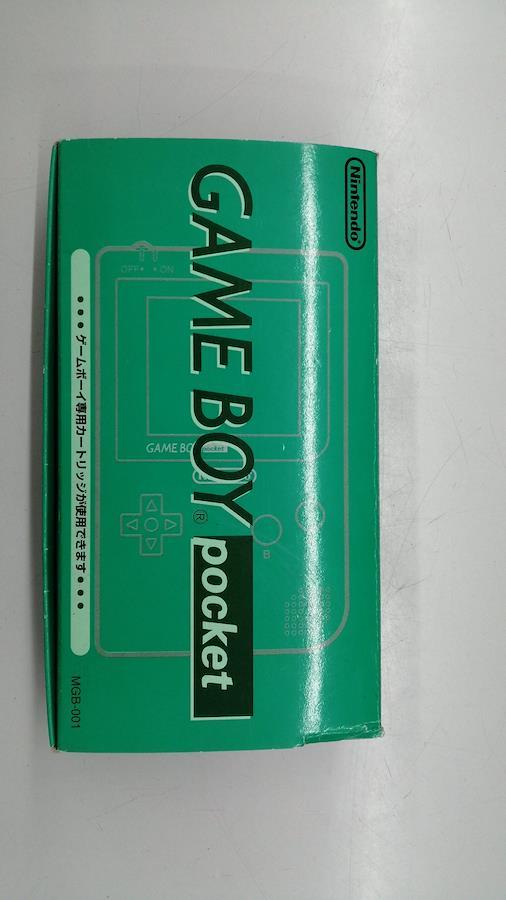 Nintendo®
GAME BOY® pocket
OFF• •ON
GAME BOY pocket
B
•••ゲームボーイ専用カートリッジが使用できます•••
MGB-001